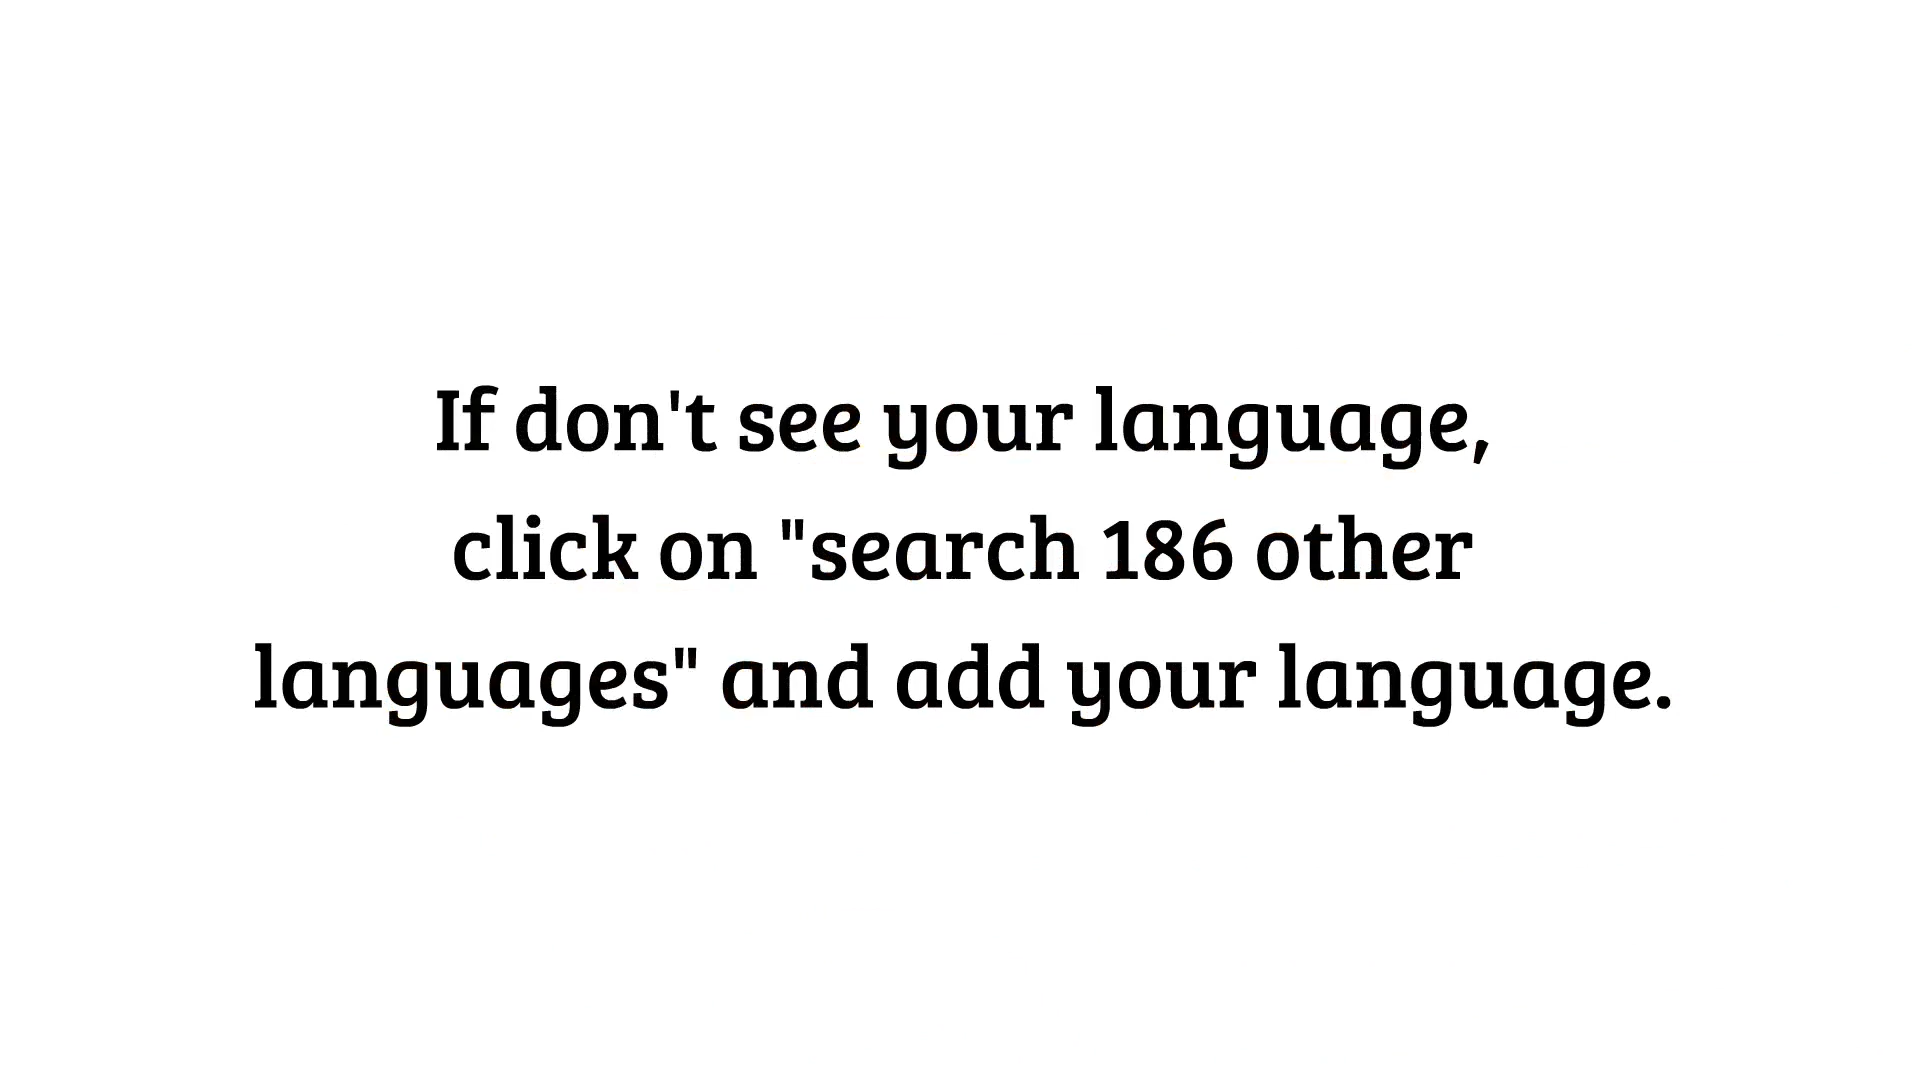 If don't see your language,
click on "search 186 other
languages" and add your language.